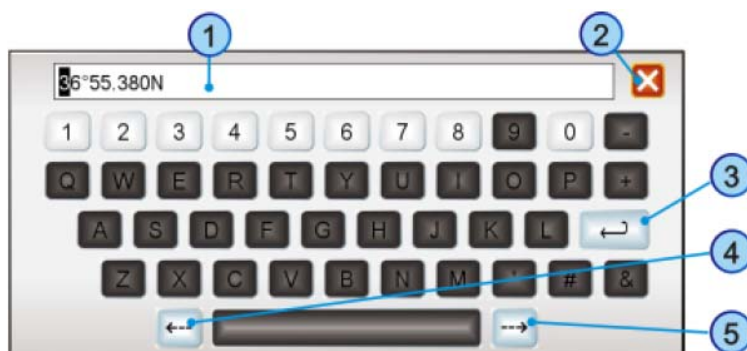 1
2
36°55.380N
1 2 3 4 5 6 7 8 9 0 -
Q W E R T Y U I O P +
3
A S D F G H J K L
4
Z X C V B N M ' # &
5